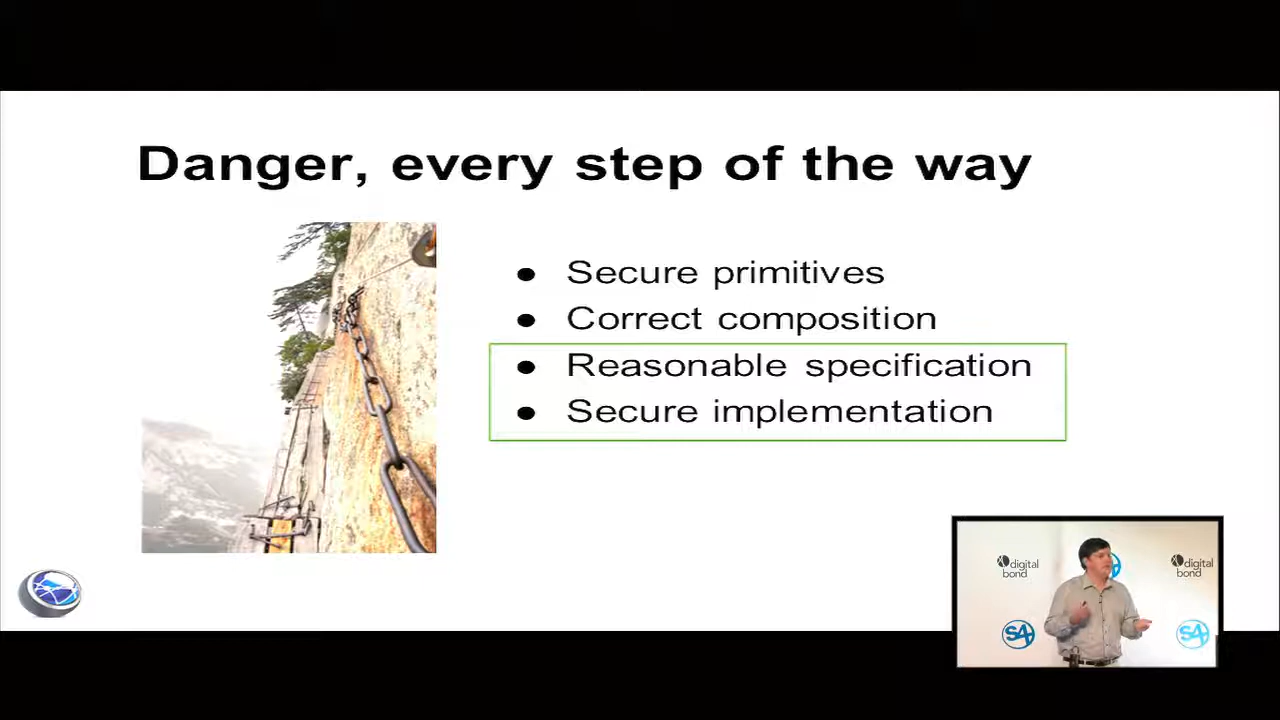 Danger, every step of the way
● Secure primitives
● Correct composition
● Reasonable specification
● Secure implementation
digital bond
digital bond
S4
S4